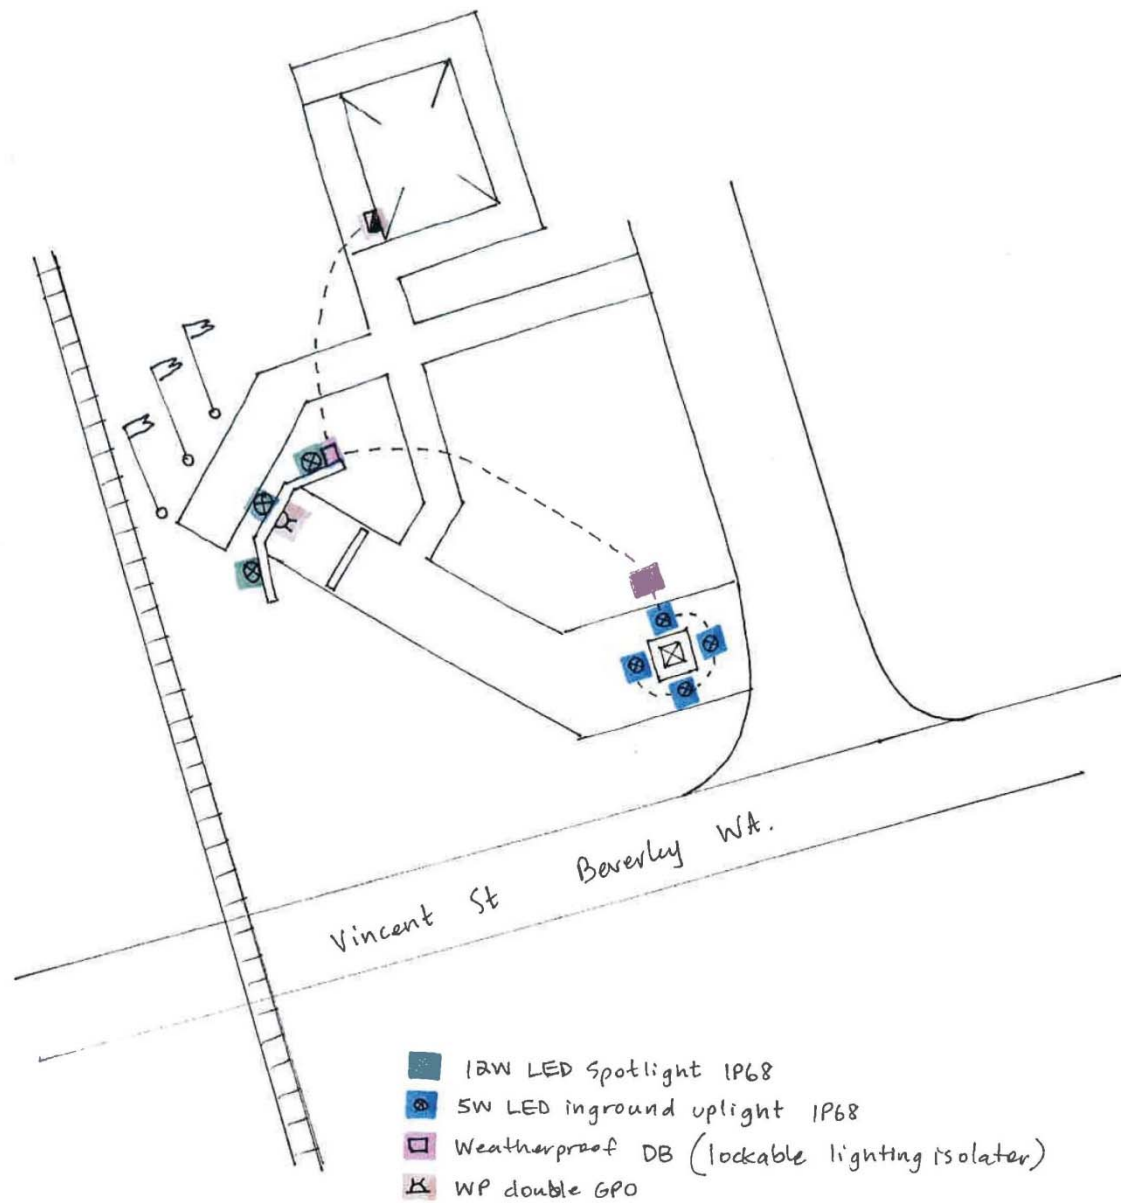 Vincent St Beverley WA.
12W LED Spotlight IP68
5W LED inground uplight IP68
Weatherproof DB (lockable lighting isolater)
WP double GPO